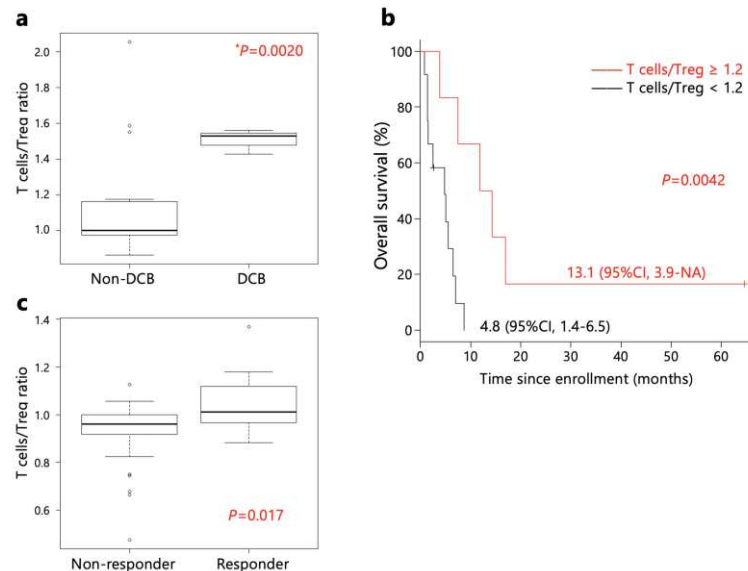 a
T cells/Treg ratio
2.0
1.8
1.6
1.4
1.2
1.0
*P=0.0020
Non-DCB
DCB
b
Overall survival (%)
100
80
60
40
20
0
T cells/Treg ≥ 1.2
T cells/Treg < 1.2
P=0.0042
13.1 (95%CI, 3.9-NA)
4.8 (95%CI, 1.4-6.5)
0 10 20 30 40 50 60
Time since enrollment (months)
c
T cells/Treg ratio
1.4
1.2
1.0
0.8
0.6
P=0.017
Non-responder
Responder